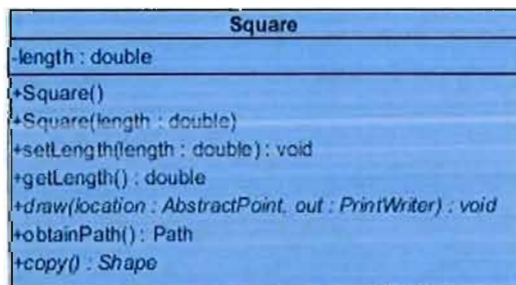 Square
-length : double
+Square()
+Square(length : double)
+setLength(length : double) : void
+getLength() : double
+draw(location : AbstractPoint, out : PrintWriter) : void
+obtainPath() : Path
+copy() : Shape